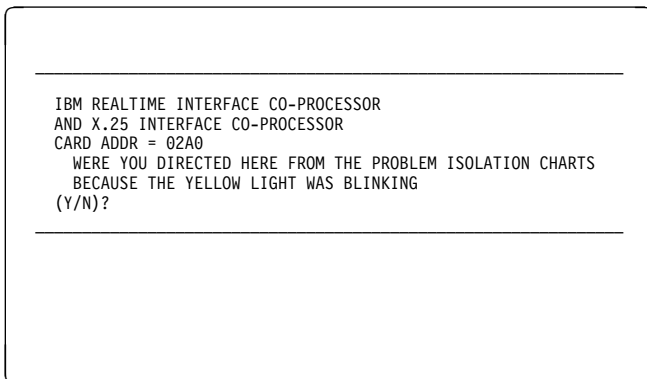 IBM REALTIME INTERFACE CO-PROCESSOR
AND X.25 INTERFACE CO-PROCESSOR
CARD ADDR = 02A0
WERE YOU DIRECTED HERE FROM THE PROBLEM ISOLATION CHARTS
BECAUSE THE YELLOW LIGHT WAS BLINKING
(Y/N)?